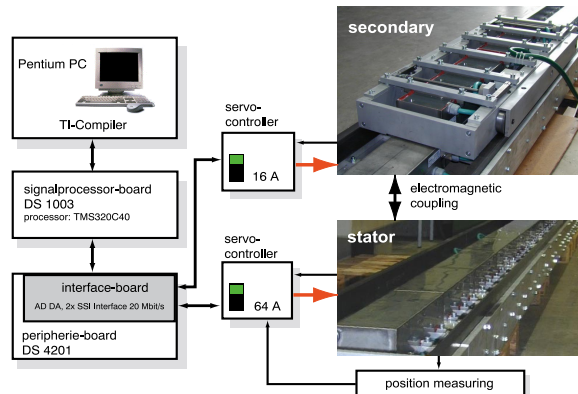 Pentium PC
TI-Compiler
signalprocessor-board
DS 1003
processor: TMS320C40
interface-board
AD DA, 2x SSI Interface 20 Mbit/s
peripherie-board
DS 4201
servo-
controller
16 A
servo-
controller
64 A
secondary
electromagnetic
coupling
stator
position measuring